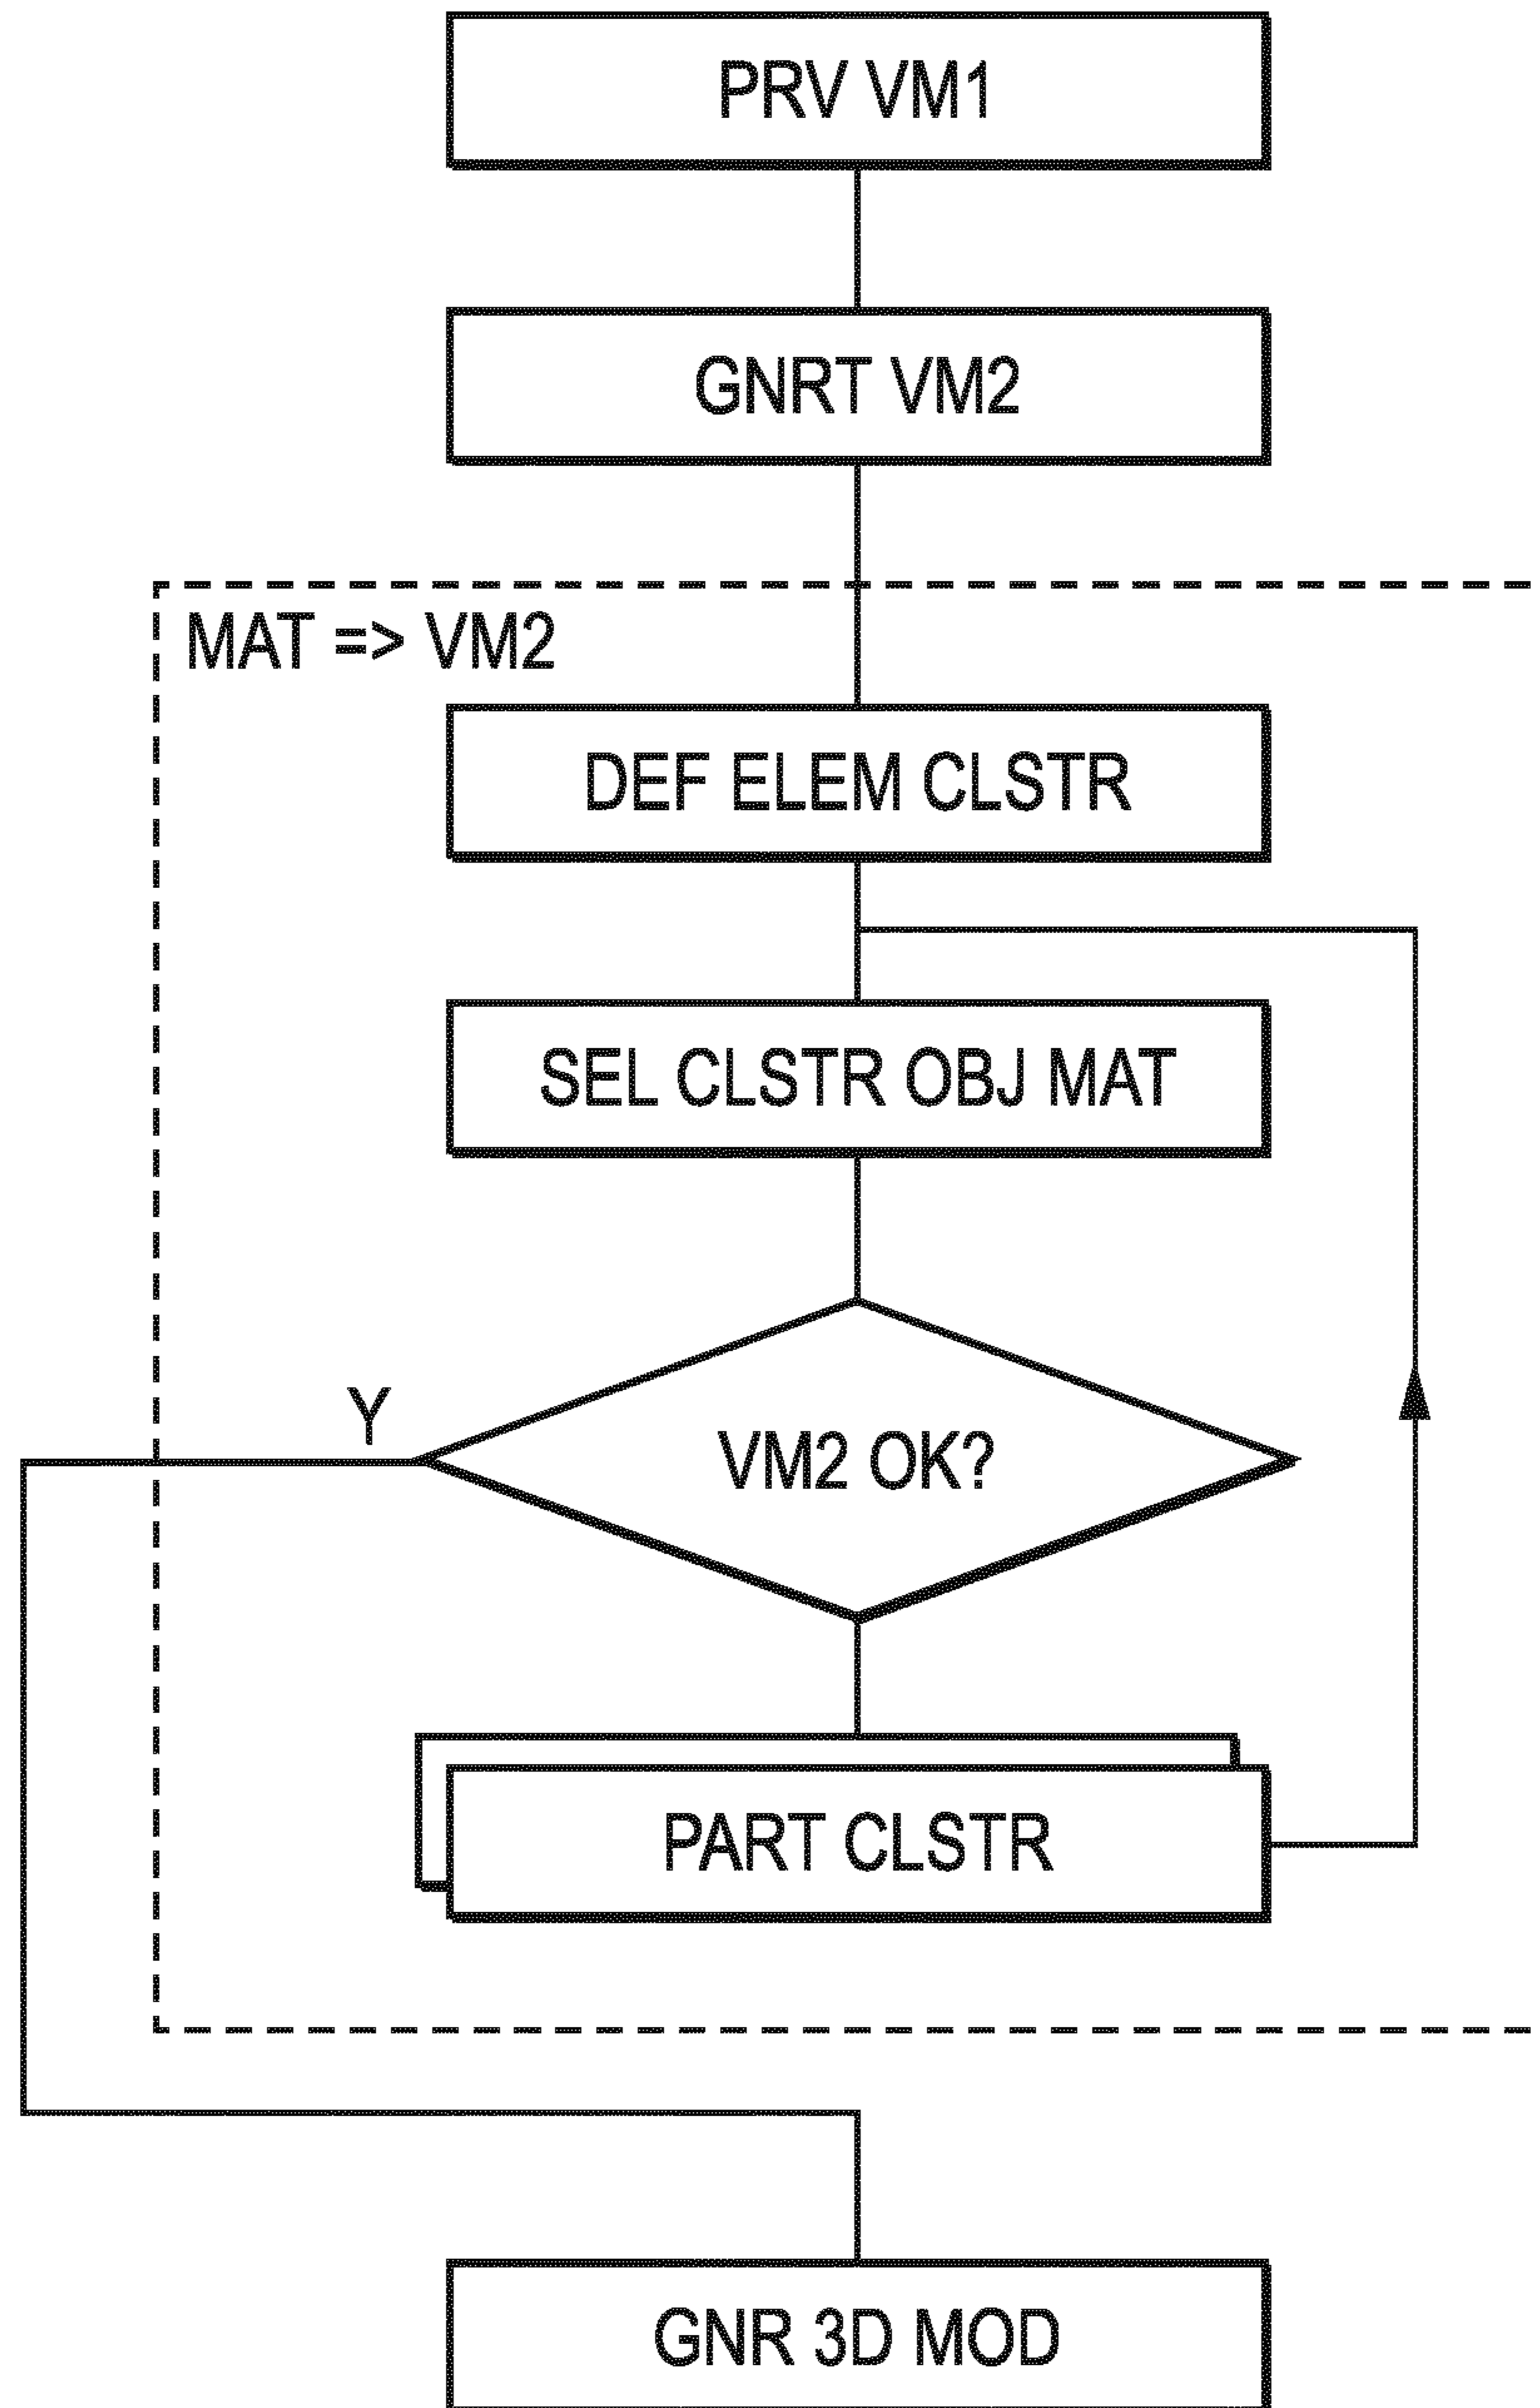 PRV VM1
GNRT VM2
MAT => VM2
DEF ELEM CLSTR
SEL CLSTR OBJ MAT
Y
VM2 OK?
PART CLSTR
GNR 3D MOD